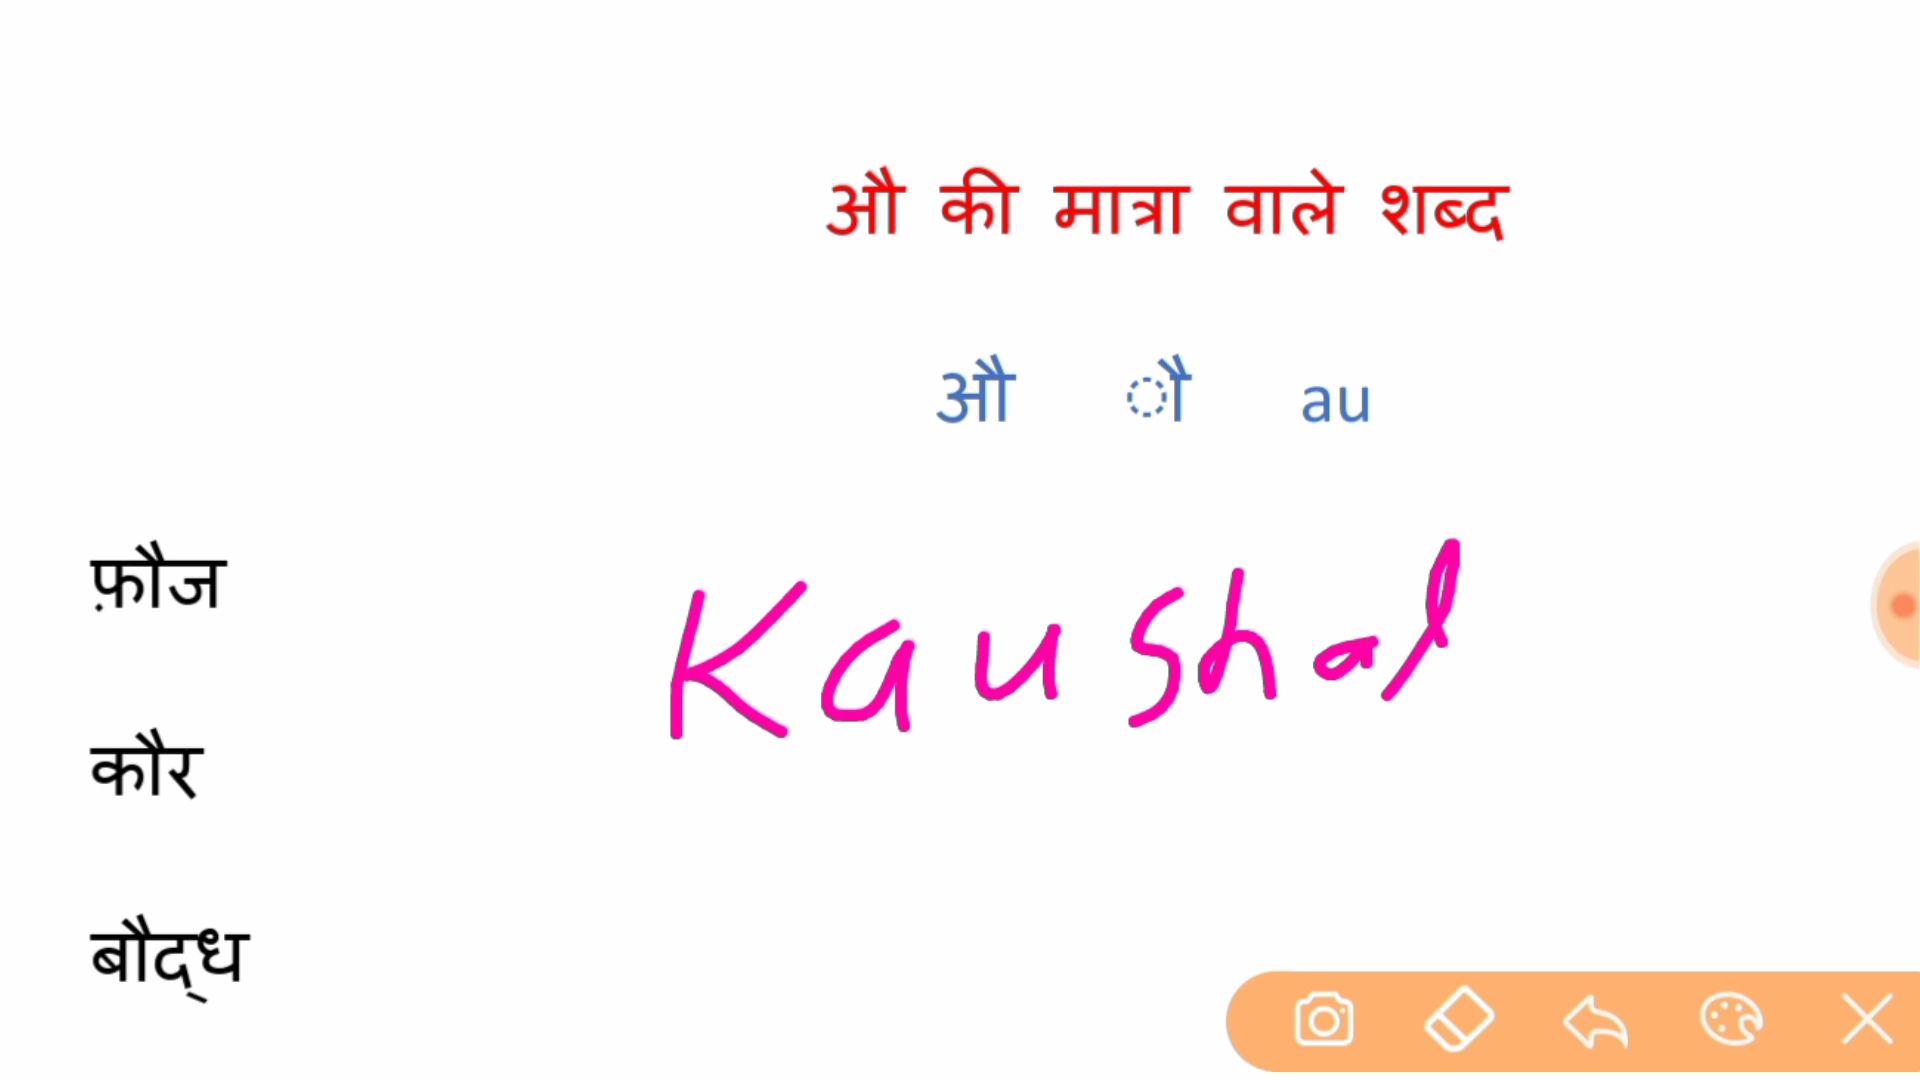 औ की मात्रा वाले शब्द
औ ौ au
फ़ौज
Kaushal
कौर
बौद्‌ध